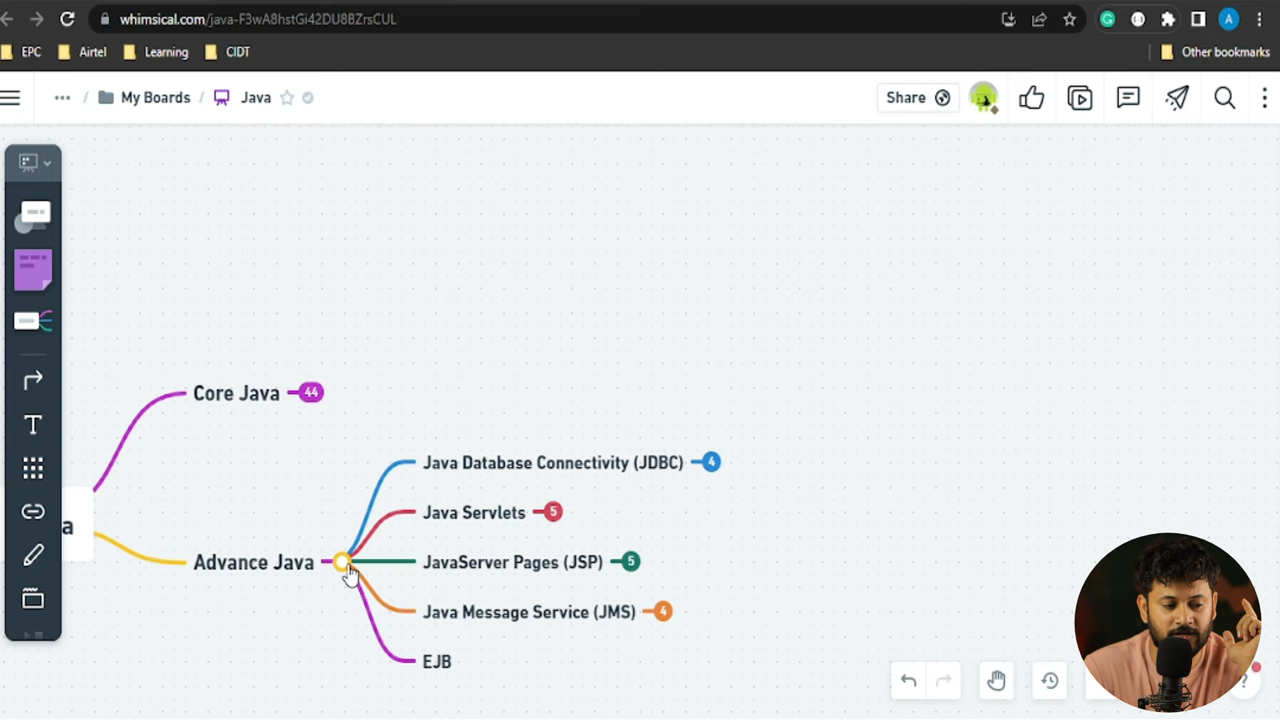 whimsical.com/java-F3wA8hstGi42DU8BZrsCUL
EPC Airtel Learning CIDT Other bookmarks
... / My Boards / Java Share
A
Core Java 44
Java Database Connectivity (JDBC) 4
Java Servlets 5
a
Advance Java JavaServer Pages (JSP) 5
Java Message Service (JMS) 4
EJB
T
?